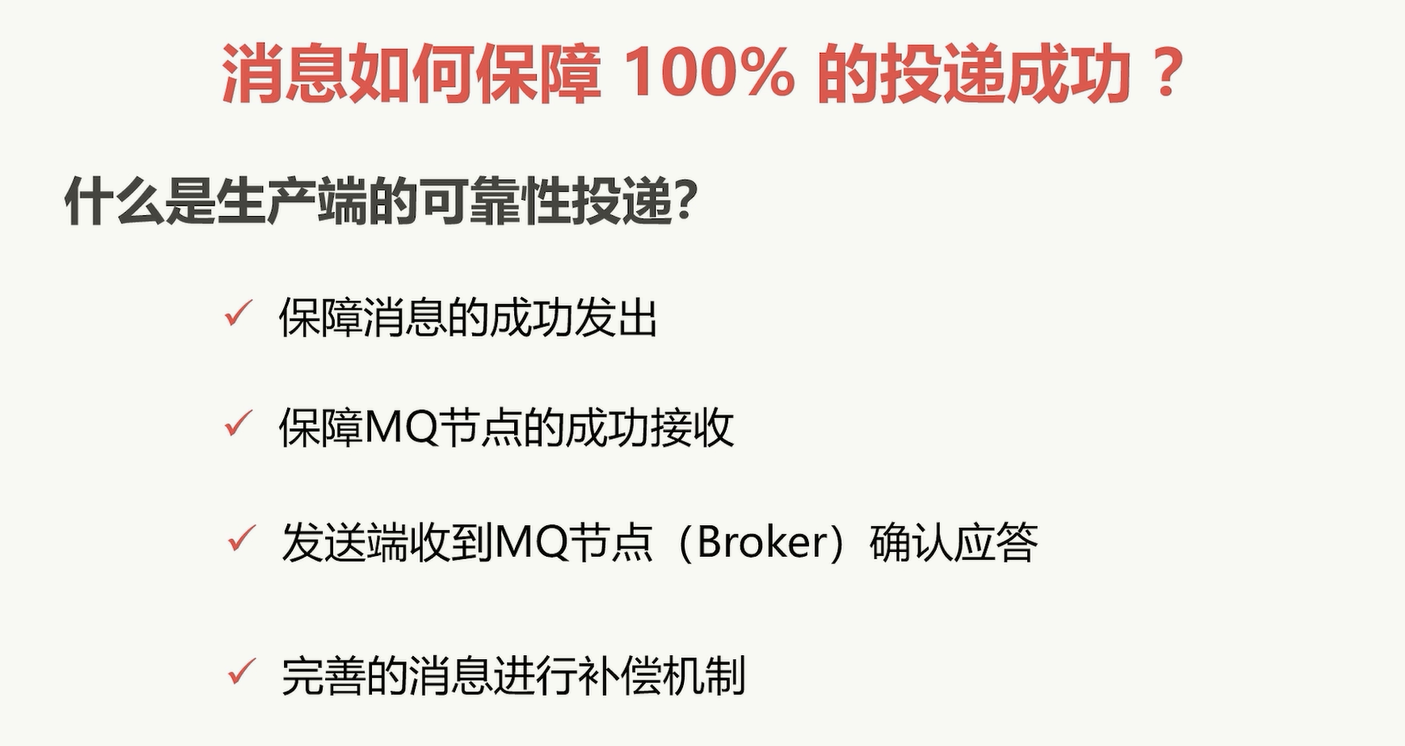 消息如何保障 100% 的投递成功？
什么是生产端的可靠性投递？
✓ 保障消息的成功发出
✓ 保障MQ节点的成功接收
✓ 发送端收到MQ节点（Broker）确认应答
✓ 完善的消息进行补偿机制